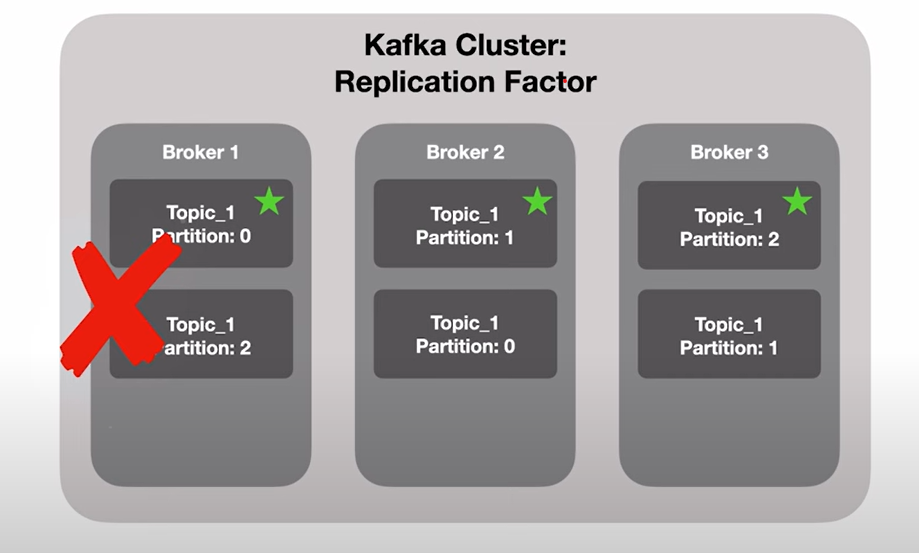 Kafka Cluster:
Replication Factor
Broker 1
Topic_1
Partition: 0
Topic_1
artition: 2
Broker 2
Topic_1
Partition: 1
Topic_1
Partition: 0
Broker 3
Topic_1
Partition: 2
Topic_1
Partition: 1